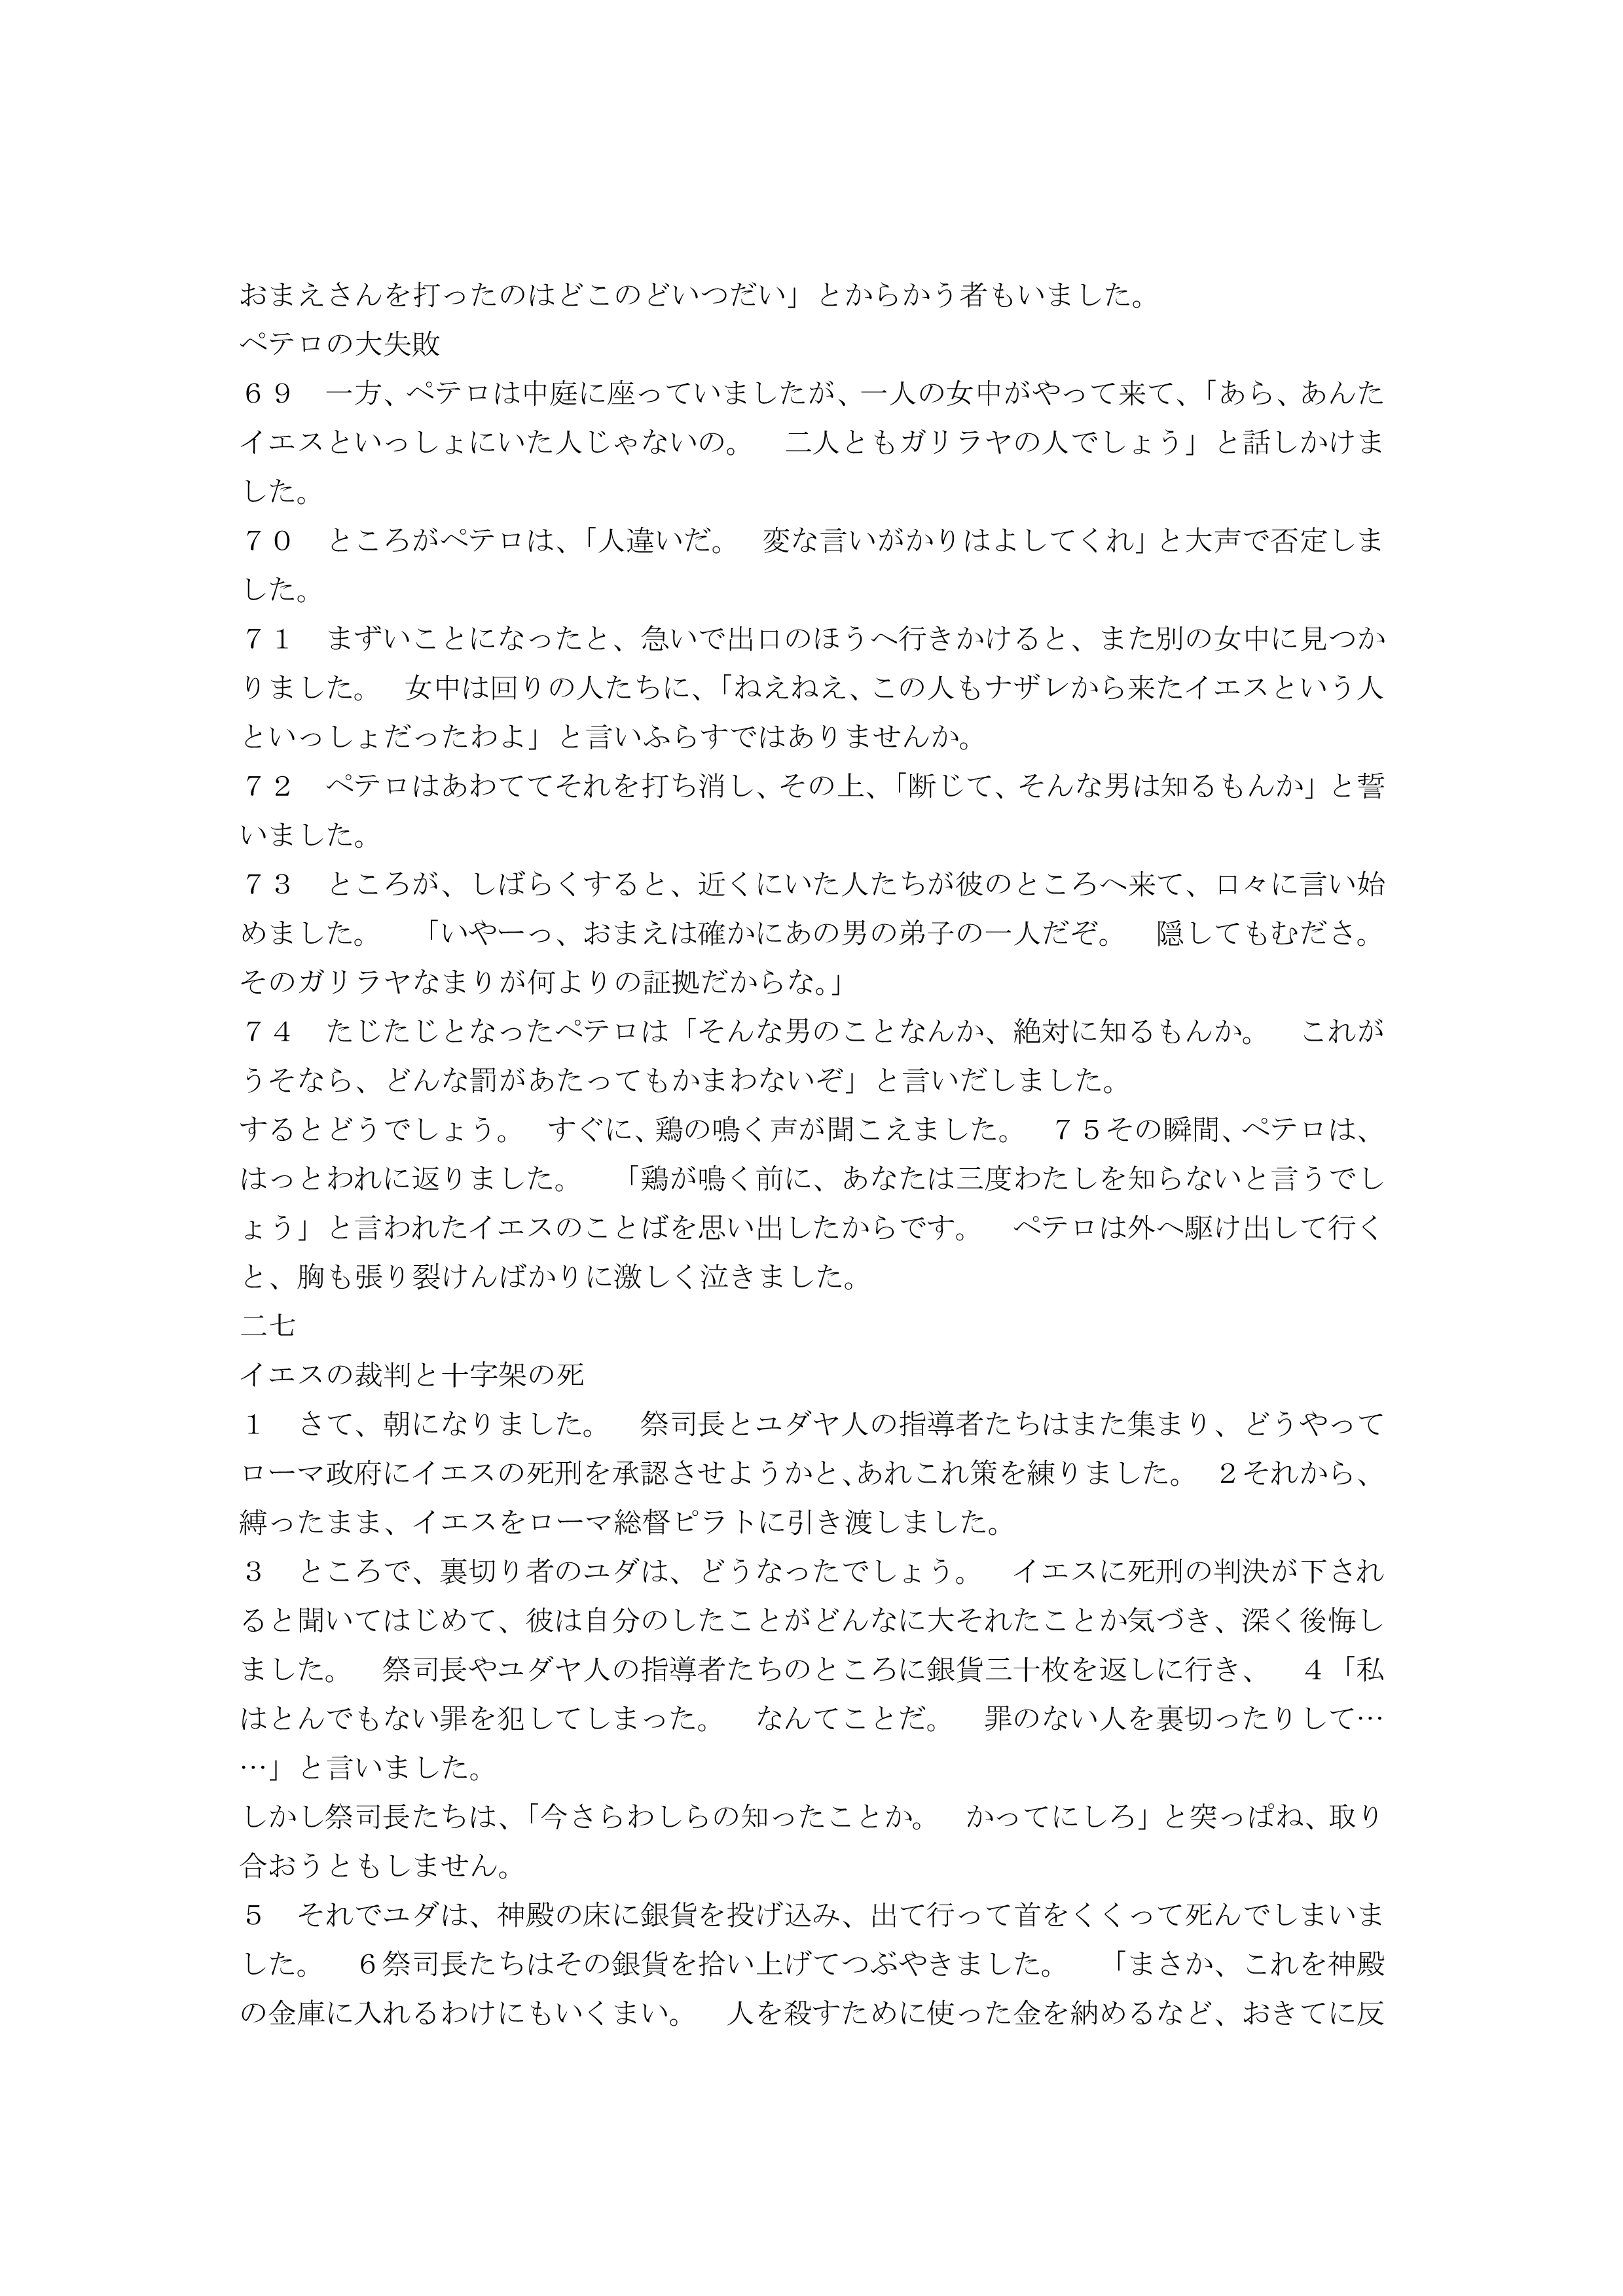 おまえさんを打ったのはどこのどいつだい」とからかう者もいました。
ペテロの大失敗
６９　一方、ペテロは中庭に座っていましたが、一人の女中がやって来て、「あら、あんた
イエスといっしょにいた人じゃないの。　二人ともガリラヤの人でしょう」と話しかけま
した。
７０　ところがペテロは、「人違いだ。　変な言いがかりはよしてくれ」と大声で否定しま
した。
７１　まずいことになったと、急いで出口のほうへ行きかけると、また別の女中に見つか
りました。　女中は回りの人たちに、「ねえねえ、この人もナザレから来たイエスという人
といっしょだったわよ」と言いふらすではありませんか。
７２　ペテロはあわててそれを打ち消し、その上、「断じて、そんな男は知るもんか」と誓
いました。
７３　ところが、しばらくすると、近くにいた人たちが彼のところへ来て、口々に言い始
めました。　「いやーっ、おまえは確かにあの男の弟子の一人だぞ。　隠してもむださ。
そのガリラヤなまりが何よりの証拠だからな。」
７４　たじたじとなったペテロは「そんな男のことなんか、絶対に知るもんか。　これが
うそなら、どんな罰があたってもかまわないぞ」と言いだしました。
するとどうでしょう。　すぐに、鶏の鳴く声が聞こえました。　７５その瞬間、ペテロは、
はっとわれに返りました。　「鶏が鳴く前に、あなたは三度わたしを知らないと言うでし
ょう」と言われたイエスのことばを思い出したからです。　ペテロは外へ駆け出して行く
と、胸も張り裂けんばかりに激しく泣きました。
二七
イエスの裁判と十字架の死
１　さて、朝になりました。　祭司長とユダヤ人の指導者たちはまた集まり、どうやって
ローマ政府にイエスの死刑を承認させようかと、あれこれ策を練りました。　２それから、
縛ったまま、イエスをローマ総督ピラトに引き渡しました。
３　ところで、裏切り者のユダは、どうなったでしょう。　イエスに死刑の判決が下され
ると聞いてはじめて、彼は自分のしたことがどんなに大それたことか気づき、深く後悔し
ました。　祭司長やユダヤ人の指導者たちのところに銀貨三十枚を返しに行き、　４「私
はとんでもない罪を犯してしまった。　なんてことだ。　罪のない人を裏切ったりして…
…」と言いました。
しかし祭司長たちは、「今さらわしらの知ったことか。　かってにしろ」と突っぱね、取り
合おうともしません。
５　それでユダは、神殿の床に銀貨を投げ込み、出て行って首をくくって死んでしまいま
した。　６祭司長たちはその銀貨を拾い上げてつぶやきました。　「まさか、これを神殿
の金庫に入れるわけにもいくまい。　人を殺すために使った金を納めるなど、おきてに反